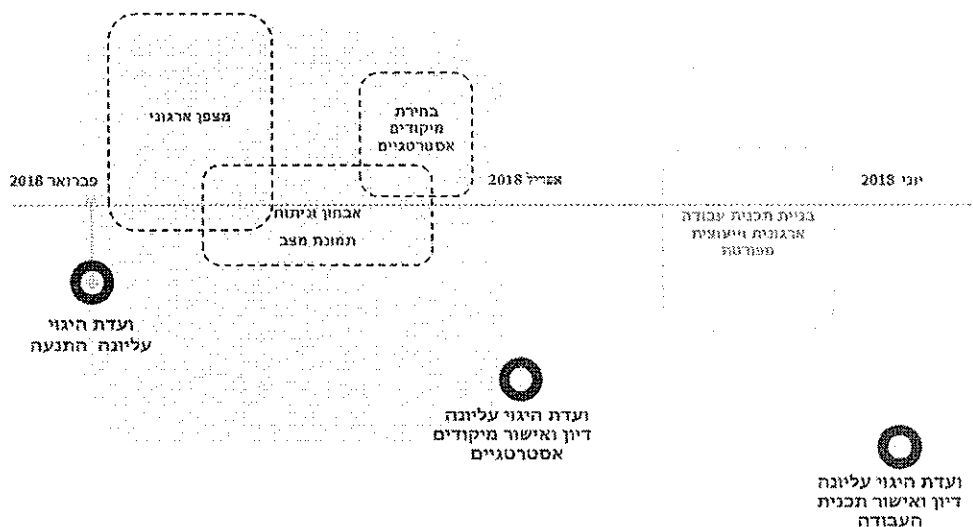 מצפן ארגוני
בחירת
מיקודים
אסטרטגיים
פברואר 2018
אפריל 2018
יוני 2018
אבחון וניתוח
תמונת מצב
בניית תכנית עבודה
ארגונית וייעוצית
מפורטת
ועדת היגוי
עליונה התנעה
ועדת היגוי עליונה
דיון ואישור מיקודים
אסטרטגיים
ועדת היגוי עליונה
דיון ואישור תכנית
העבודה